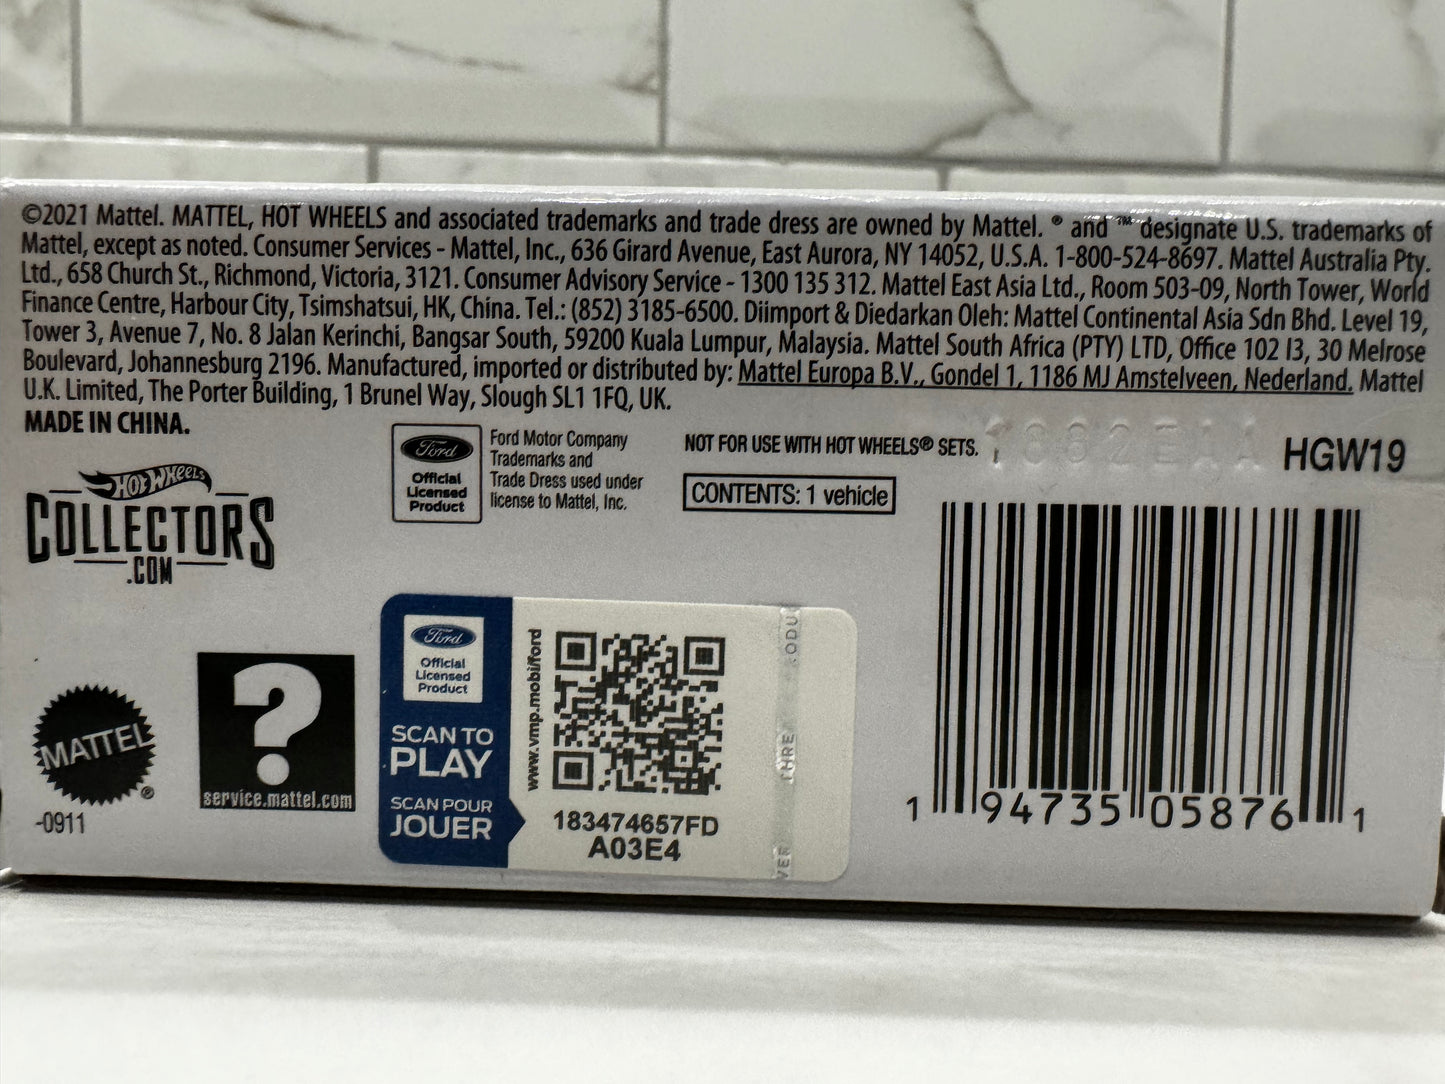 ©2021 Mattel. MATTEL, HOT WHEELS and associated trademarks and trade dress are owned by Mattel. ® and ™ designate U.S. trademarks of
Mattel, except as noted. Consumer Services - Mattel, Inc., 636 Girard Avenue, East Aurora, NY 14052, U.S.A. 1-800-524-8697. Mattel Australia Pty.
Ltd., 658 Church St., Richmond, Victoria, 3121. Consumer Advisory Service - 1300 135 312. Mattel East Asia Ltd., Room 503-09, North Tower, World
Finance Centre, Harbour City, Tsimshatsui, HK, China. Tel.: (852) 3185-6500. Diimport & Diedarkan Oleh: Mattel Continental Asia Sdn Bhd. Level 19,
Tower 3, Avenue 7, No. 8 Jalan Kerinchi, Bangsar South, 59200 Kuala Lumpur, Malaysia. Mattel South Africa (PTY) LTD, Office 102 I3, 30 Melrose
Boulevard, Johannesburg 2196. Manufactured, imported or distributed by: Mattel Europa B.V., Gondel 1, 1186 MJ Amstelveen, Nederland. Mattel
U.K. Limited, The Porter Building, 1 Brunel Way, Slough SL1 1FQ, UK.
MADE IN CHINA.
HOT WHEELS
COLLECTORS
.COM
Ford
Official
Licensed
Product
Ford Motor Company
Trademarks and
Trade Dress used under
license to Mattel, Inc.
NOT FOR USE WITH HOT WHEELS® SETS.
CONTENTS: 1 vehicle
HGW19
MATTEL
®
-0911
?
service.mattel.com
Ford
Official
Licensed
Product
SCAN TO
PLAY
SCAN POUR
JOUER
www.vmp.mobi/ford
183474657FD
A03E4
1 94735 05876 1